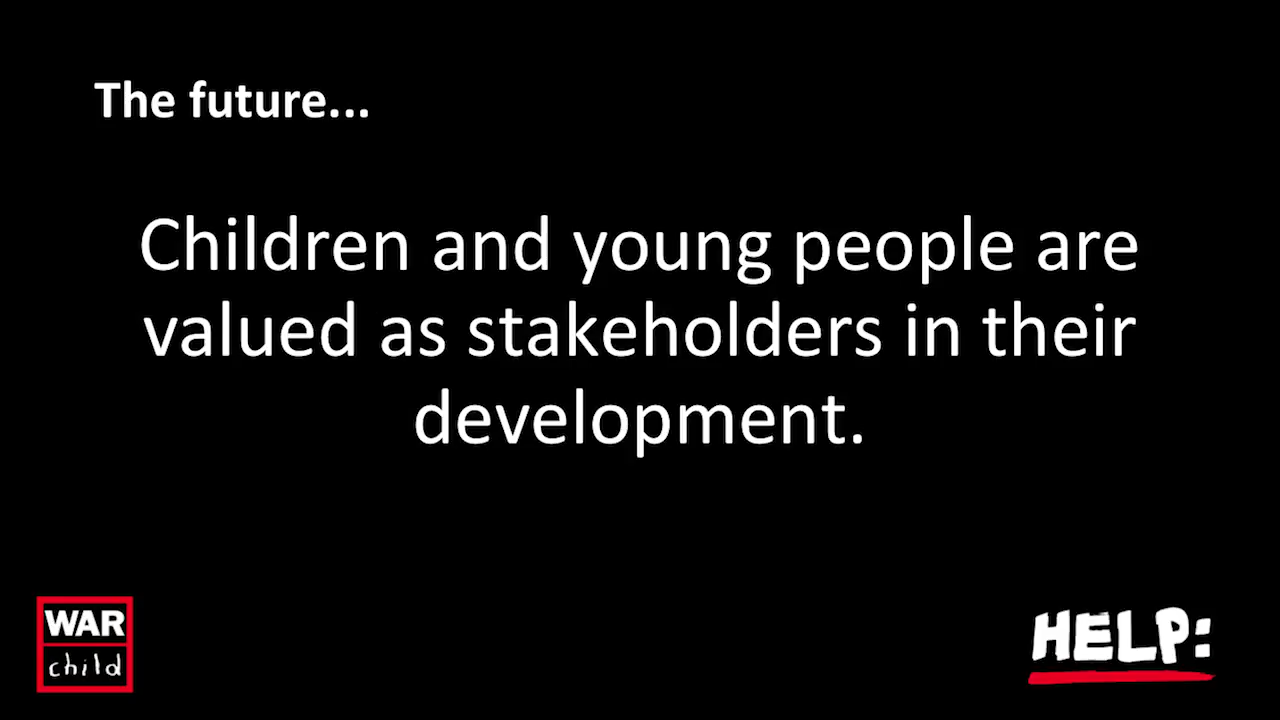 The future...
Children and young people are
valued as stakeholders in their
development.
WAR
child
HELP: